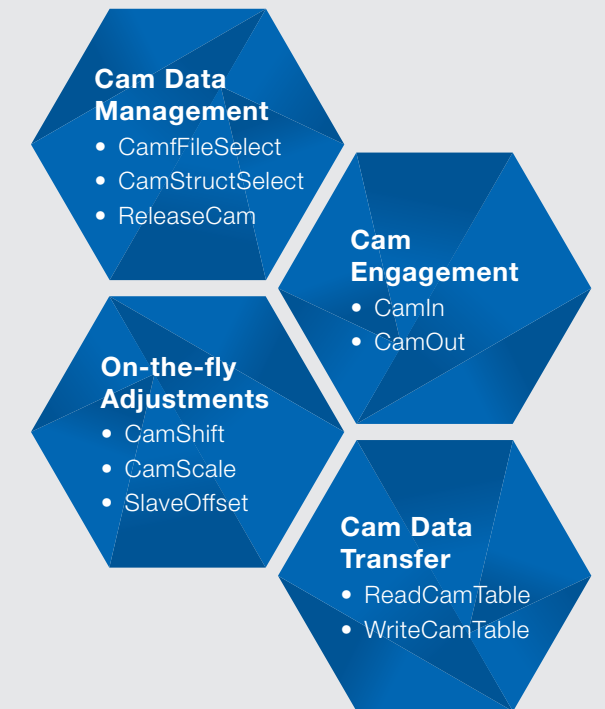 Cam Data
Management
• CamfFileSelect
• CamStructSelect
• ReleaseCam
Cam
Engagement
• CamIn
• CamOut
On-the-fly
Adjustments
• CamShift
• CamScale
• SlaveOffset
Cam Data
Transfer
• ReadCamTable
• WriteCamTable